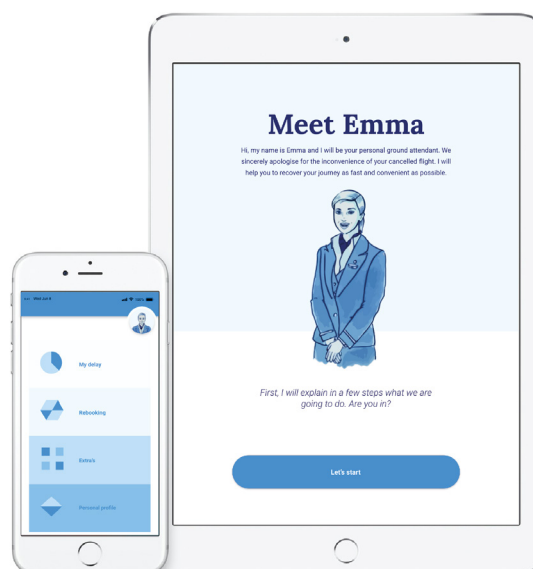 Meet Emma
Hi, my name is Emma and I will be your personal ground attendant. We
sincerely apologise for the inconvenience of your cancelled flight. I will
help you to recover your journey as fast and convenient as possible.
First, I will explain in a few steps what we are
going to do. Are you in?
Let's start
My delay
Rebooking
Extra's
Personal profile